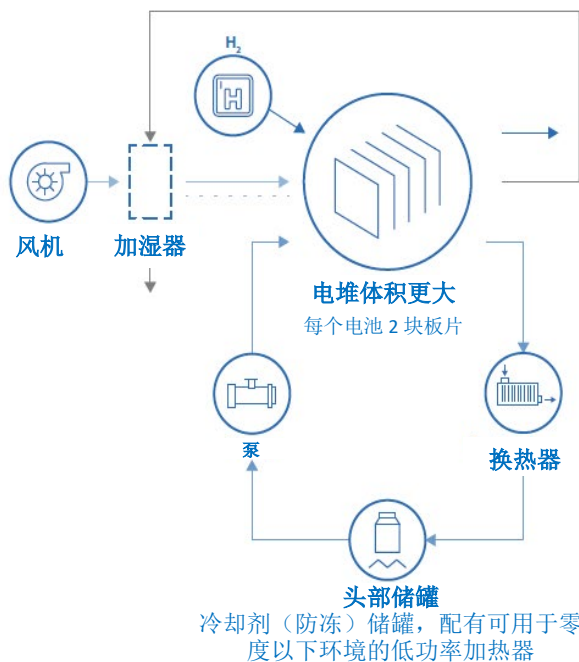 H₂
H
风机
加湿器
电堆体积更大
每个电池 2 块板片
泵
换热器
头部储罐
冷却剂（防冻）储罐，配有可用于零
度以下环境的低功率加热器